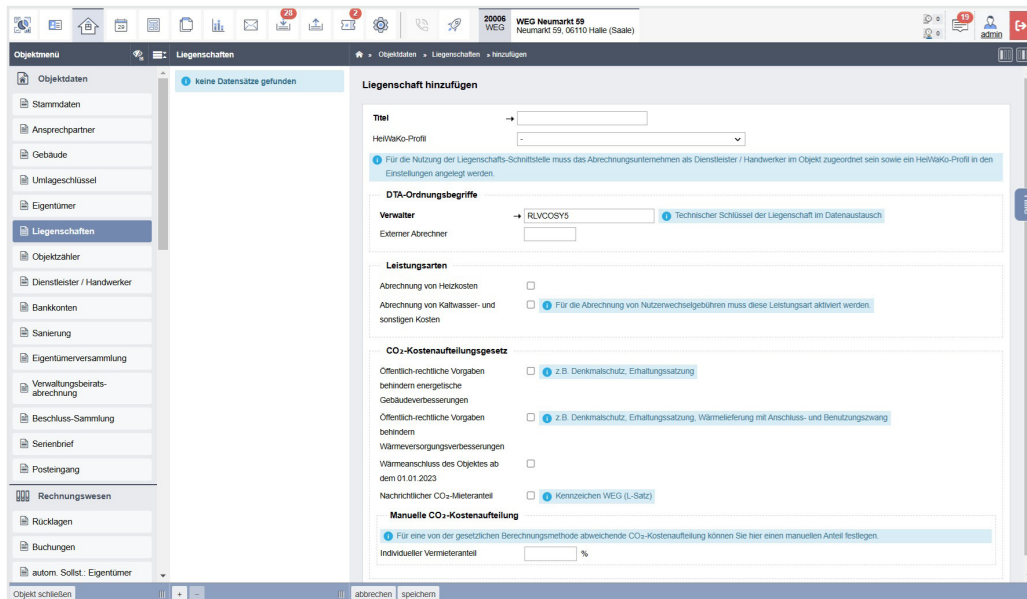 29
28
2
20006
WEG
WEG Neumarkt 59
Neumarkt 59, 06110 Halle (Saale)
0
0
19
admin
Objektmenü
Liegenschaften
» Objektdaten » Liegenschaften » hinzufügen
Objektdaten
Stammdaten
Ansprechpartner
Gebäude
Umlageschlüssel
Eigentümer
Liegenschaften
Objektzähler
Dienstleister / Handwerker
Bankkonten
Sanierung
Eigentümerversammlung
Verwaltungsbeirats-
abrechnung
Beschluss-Sammlung
Serienbrief
Posteingang
Rechnungswesen
Rücklagen
Buchungen
autom. Sollst.: Eigentümer
keine Datensätze gefunden
Liegenschaft hinzufügen
Titel →
HeiWaKo-Profil -
Für die Nutzung der Liegenschafts-Schnittstelle muss das Abrechnungsunternehmen als Dienstleister / Handwerker im Objekt zugeordnet sein sowie ein HeiWaKo-Profil in den
Einstellungen angelegt werden.
DTA-Ordnungsbegriffe
Verwalter → RLVCOSY5 Technischer Schlüssel der Liegenschaft im Datenaustausch
Externer Abrechner
Leistungsarten
Abrechnung von Heizkosten
Abrechnung von Kaltwasser- und
sonstigen Kosten
Für die Abrechnung von Nutzerwechselgebühren muss diese Leistungsart aktiviert werden.
CO₂-Kostenaufteilungsgesetz
Öffentlich-rechtliche Vorgaben
behindern energetische
Gebäudeverbesserungen
z.B. Denkmalschutz, Erhaltungssatzung
Öffentlich-rechtliche Vorgaben
behindern
Wärmeversorgungsverbesserungen
z.B. Denkmalschutz, Erhaltungssatzung, Wärmelieferung mit Anschluss- und Benutzungszwang
Wärmeanschluss des Objektes ab
dem 01.01.2023
Nachrichtlicher CO₂-Mieteranteil Kennzeichen WEG (L-Satz)
Manuelle CO₂-Kostenaufteilung
Für eine von der gesetzlichen Berechnungsmethode abweichende CO₂-Kostenaufteilung können Sie hier einen manuellen Anteil festlegen.
Individueller Vermieteranteil %
Objekt schließen + − abbrechen speichern